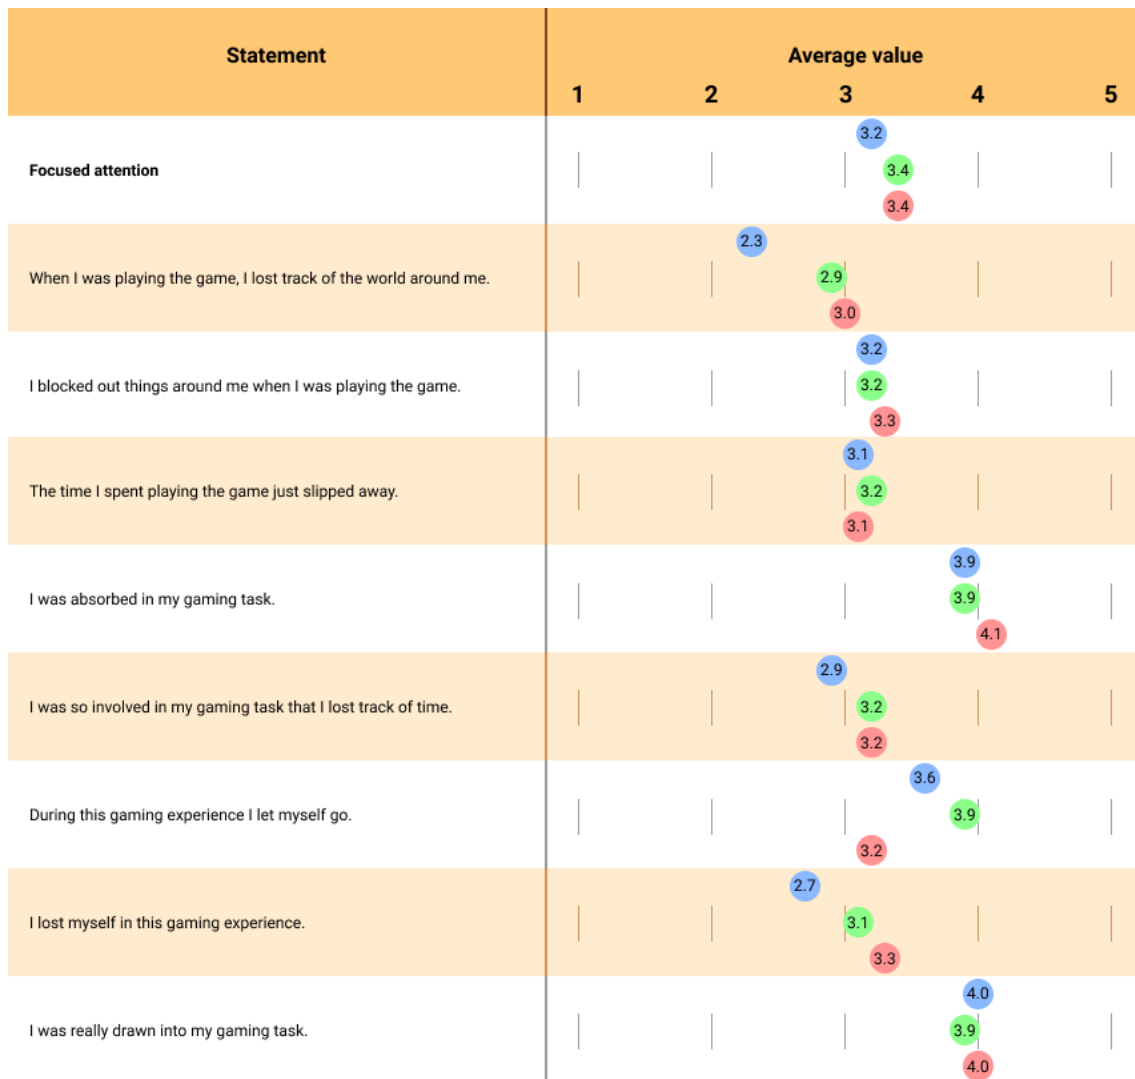 Statement
Average value
1 2 3 4 5
3.2
Focused attention 3.4
3.4
2.3
When I was playing the game, I lost track of the world around me. 2.9
3.0
3.2
I blocked out things around me when I was playing the game. 3.2
3.3
3.1
The time I spent playing the game just slipped away. 3.2
3.1
3.9
I was absorbed in my gaming task. 3.9
4.1
2.9
I was so involved in my gaming task that I lost track of time. 3.2
3.2
3.6
During this gaming experience I let myself go. 3.9
3.2
2.7
I lost myself in this gaming experience. 3.1
3.3
4.0
I was really drawn into my gaming task. 3.9
4.0